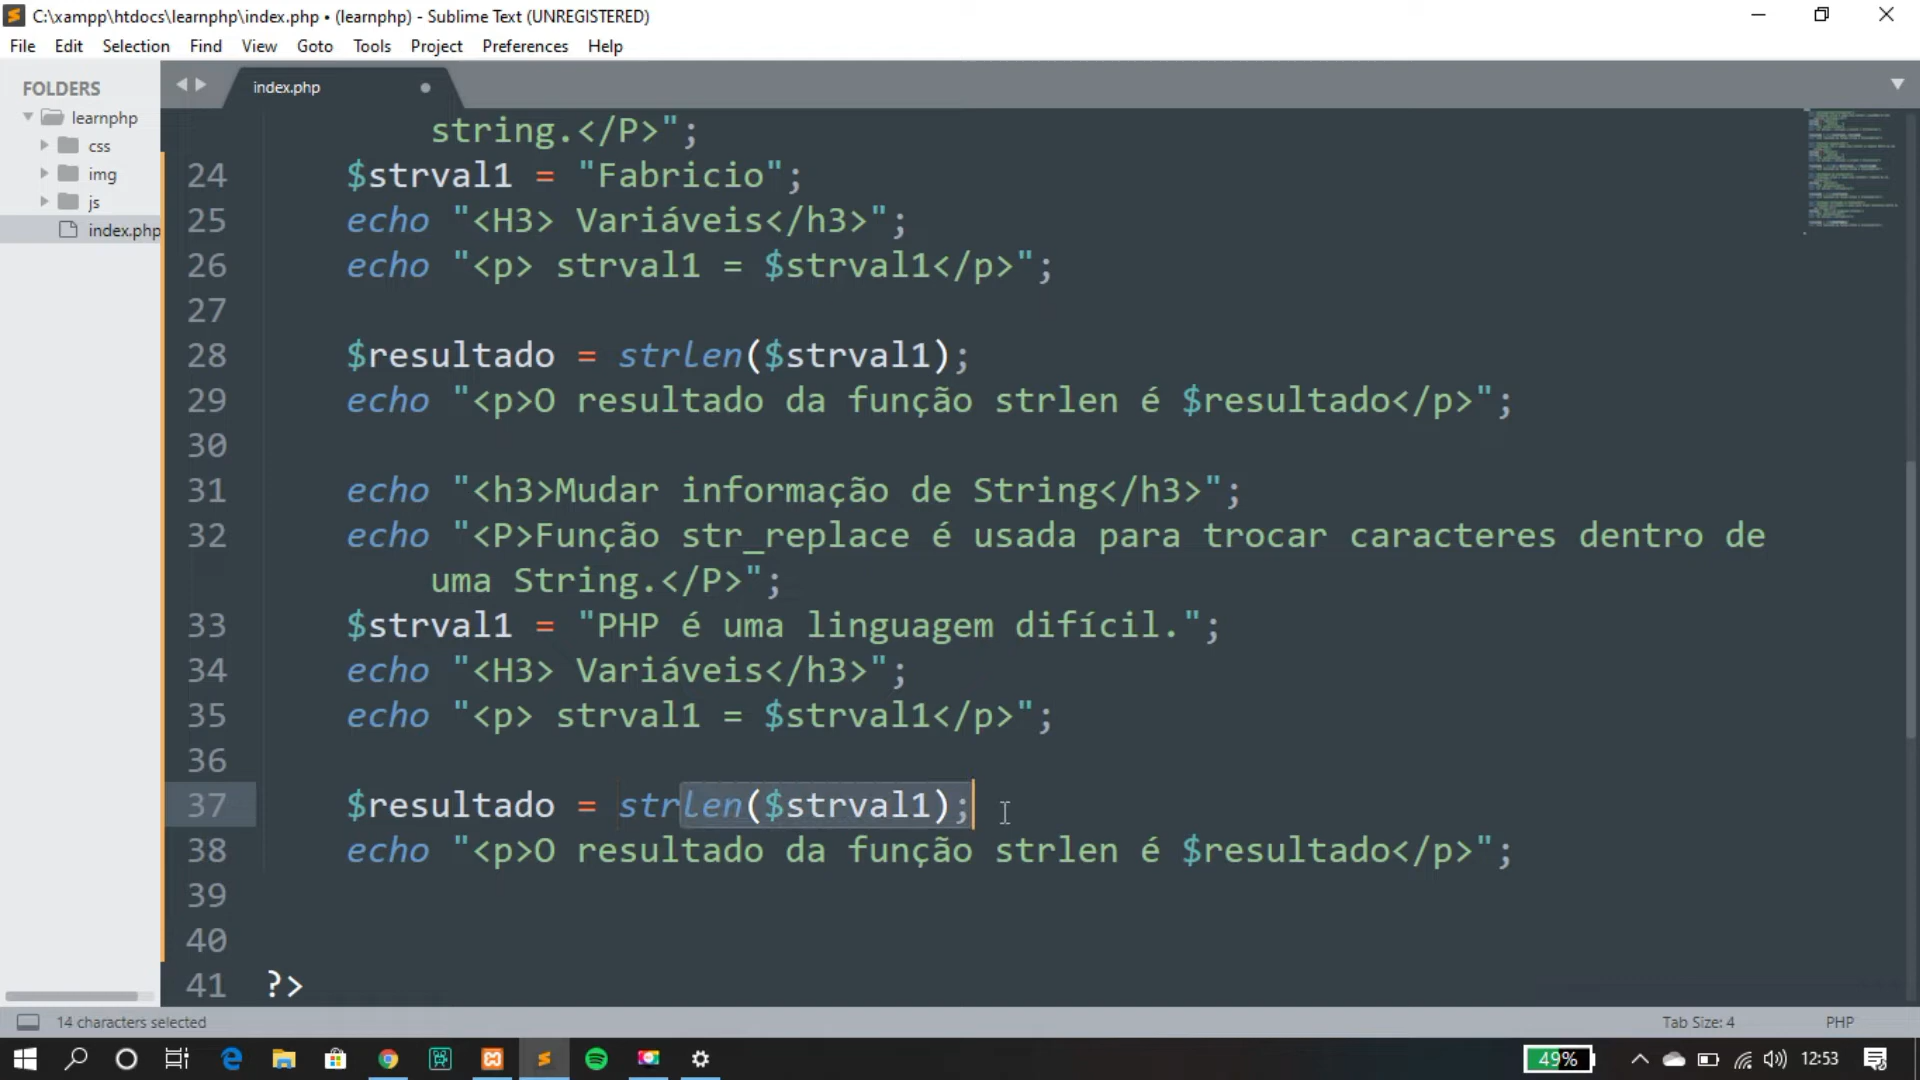 C:\xampp\htdocs\learnphp\index.php • (learnphp) - Sublime Text (UNREGISTERED)
File Edit Selection Find View Goto Tools Project Preferences Help
FOLDERS
learnphp
css
img
js
index.php
index.php
string.</P>";
24 $strval1 = "Fabricio";
25 echo "<H3> Variáveis</h3>";
26 echo "<p> strval1 = $strval1</p>";
27
28 $resultado = strlen($strval1);
29 echo "<p>O resultado da função strlen é $resultado</p>";
30
31 echo "<h3>Mudar informação de String</h3>";
32 echo "<P>Função str_replace é usada para trocar caracteres dentro de
uma String.</P>";
33 $strval1 = "PHP é uma linguagem difícil.";
34 echo "<H3> Variáveis</h3>";
35 echo "<p> strval1 = $strval1</p>";
36
37 $resultado = strlen($strval1);
38 echo "<p>O resultado da função strlen é $resultado</p>";
39
40
41 ?>
14 characters selected
Tab Size: 4 PHP
49% 12:53